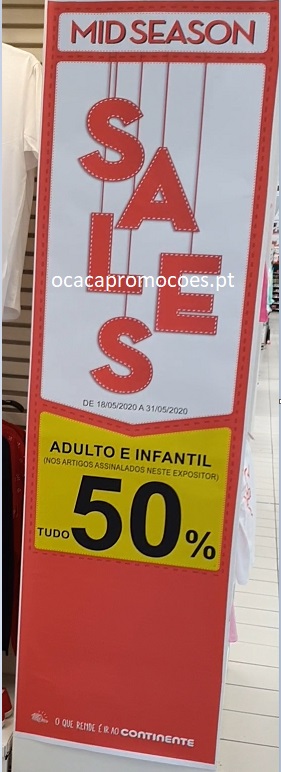 MID SEASON
SALES
ocacapromocoes.pt
DE 18/05/2020 A 31/05/2020
ADULTO E INFANTIL
(NOS ARTIGOS ASSINALADOS NESTE EXPOSITOR)
TUDO 50%
O QUE RENDE É IR AO CONTINENTE